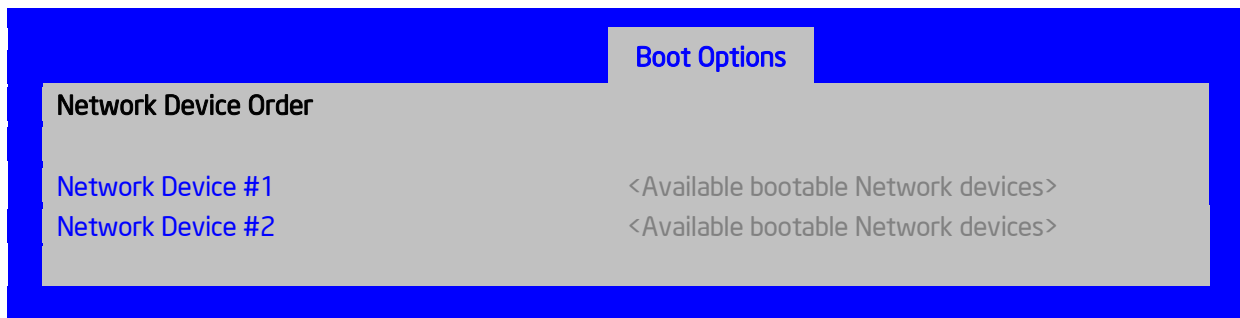 Boot Options
Network Device Order
Network Device #1 <Available bootable Network devices>
Network Device #2 <Available bootable Network devices>